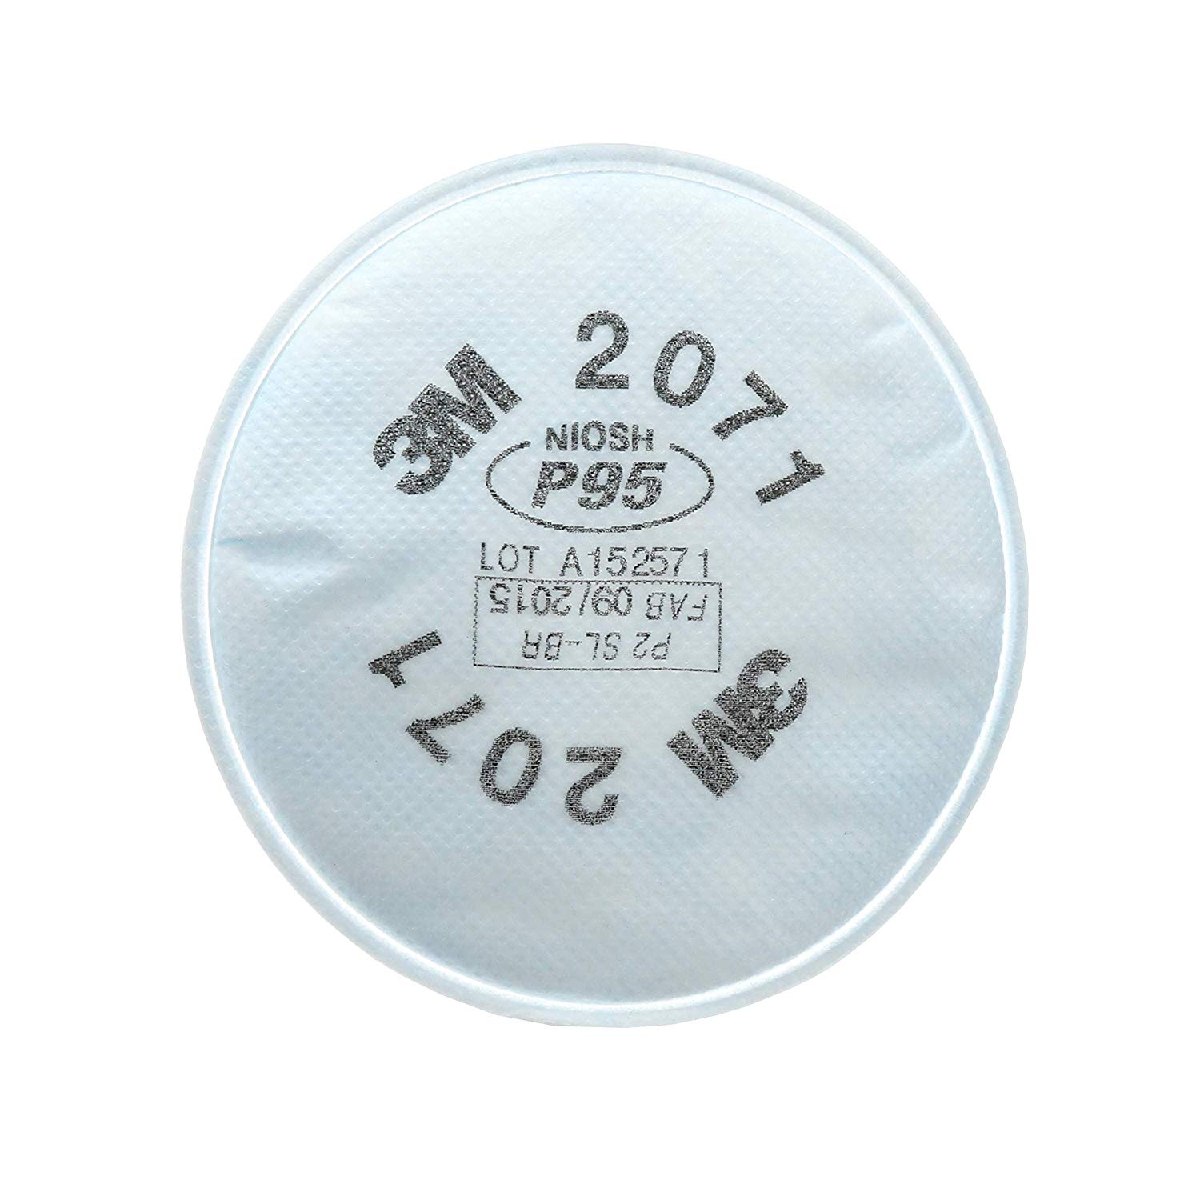 3M 2071
NIOSH
P95
LOT A152571
FAB 09/2015
P2 SL-BR
3M 2071